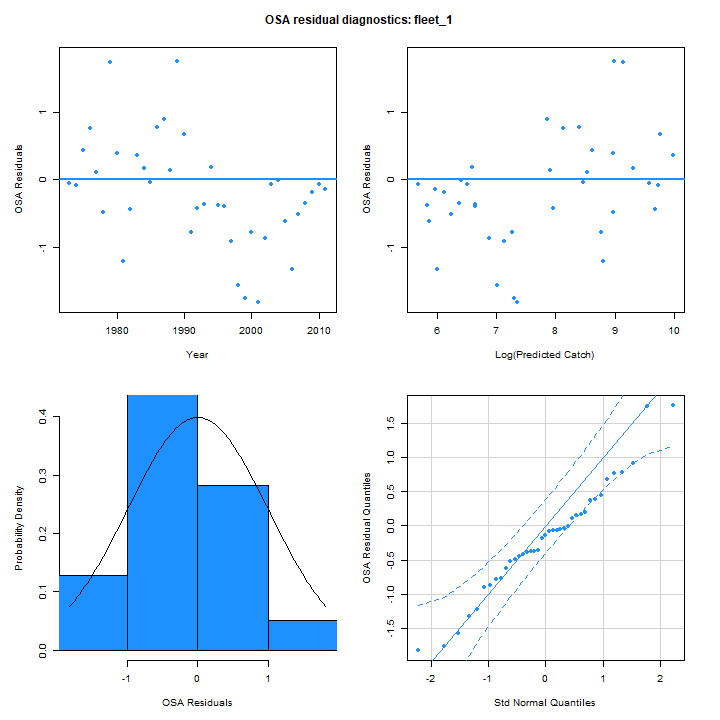 OSA residual diagnostics: fleet_1
OSA Residuals
1
0
-1
1980 1990 2000 2010
Year
OSA Residuals
1
0
-1
6 7 8 9 10
Log(Predicted Catch)
Probability Density
0.4
0.3
0.2
0.1
0.0
-1 0 1
OSA Residuals
OSA Residual Quantiles
1.5
1.0
0.5
0.0
-0.5
-1.0
-1.5
-2 -1 0 1 2
Std Normal Quantiles